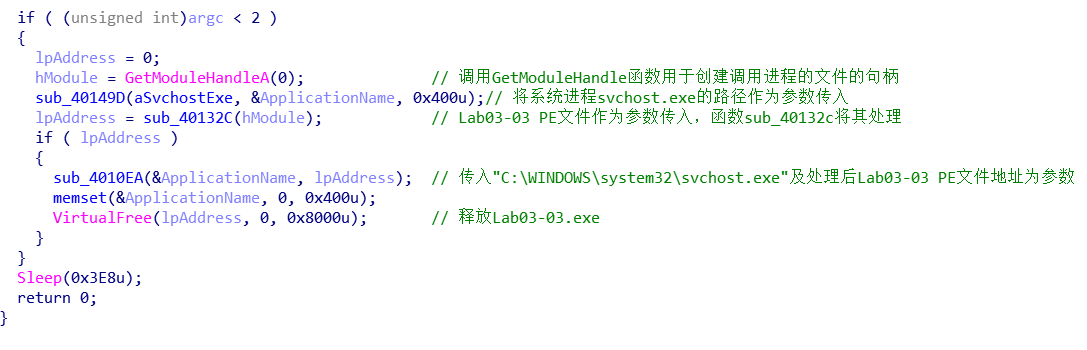 if ( (unsigned int)argc < 2 )
{
lpAddress = 0;
hModule = GetModuleHandleA(0); // 调用GetModuleHandle函数用于创建调用进程的文件的句柄
sub_40149D(aSvchostExe, &ApplicationName, 0x400u);// 将系统进程svchost.exe的路径作为参数传入
lpAddress = sub_40132C(hModule); // Lab03-03 PE文件作为参数传入，函数sub_40132c将其处理
if ( lpAddress )
{
sub_4010EA(&ApplicationName, lpAddress); // 传入"C:\WINDOWS\system32\svchost.exe"及处理后Lab03-03 PE文件地址为参数
memset(&ApplicationName, 0, 0x400u);
VirtualFree(lpAddress, 0, 0x8000u); // 释放Lab03-03.exe
}
}
Sleep(0x3E8u);
return 0;
}